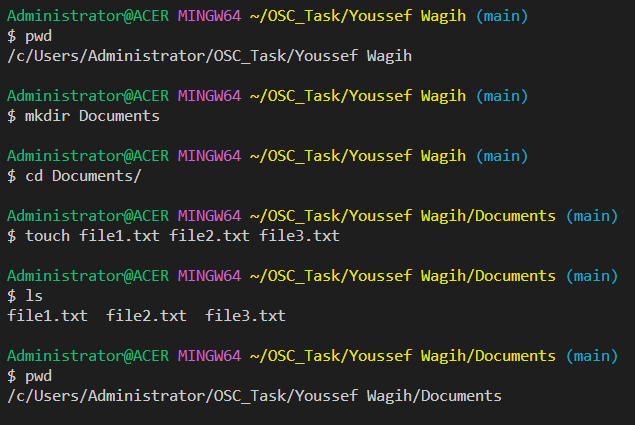 Administrator@ACER MINGW64 ~/OSC_Task/Youssef Wagih (main)
$ pwd
/c/Users/Administrator/OSC_Task/Youssef Wagih
Administrator@ACER MINGW64 ~/OSC_Task/Youssef Wagih (main)
$ mkdir Documents
Administrator@ACER MINGW64 ~/OSC_Task/Youssef Wagih (main)
$ cd Documents/
Administrator@ACER MINGW64 ~/OSC_Task/Youssef Wagih/Documents (main)
$ touch file1.txt file2.txt file3.txt
Administrator@ACER MINGW64 ~/OSC_Task/Youssef Wagih/Documents (main)
$ ls
file1.txt  file2.txt  file3.txt
Administrator@ACER MINGW64 ~/OSC_Task/Youssef Wagih/Documents (main)
$ pwd
/c/Users/Administrator/OSC_Task/Youssef Wagih/Documents